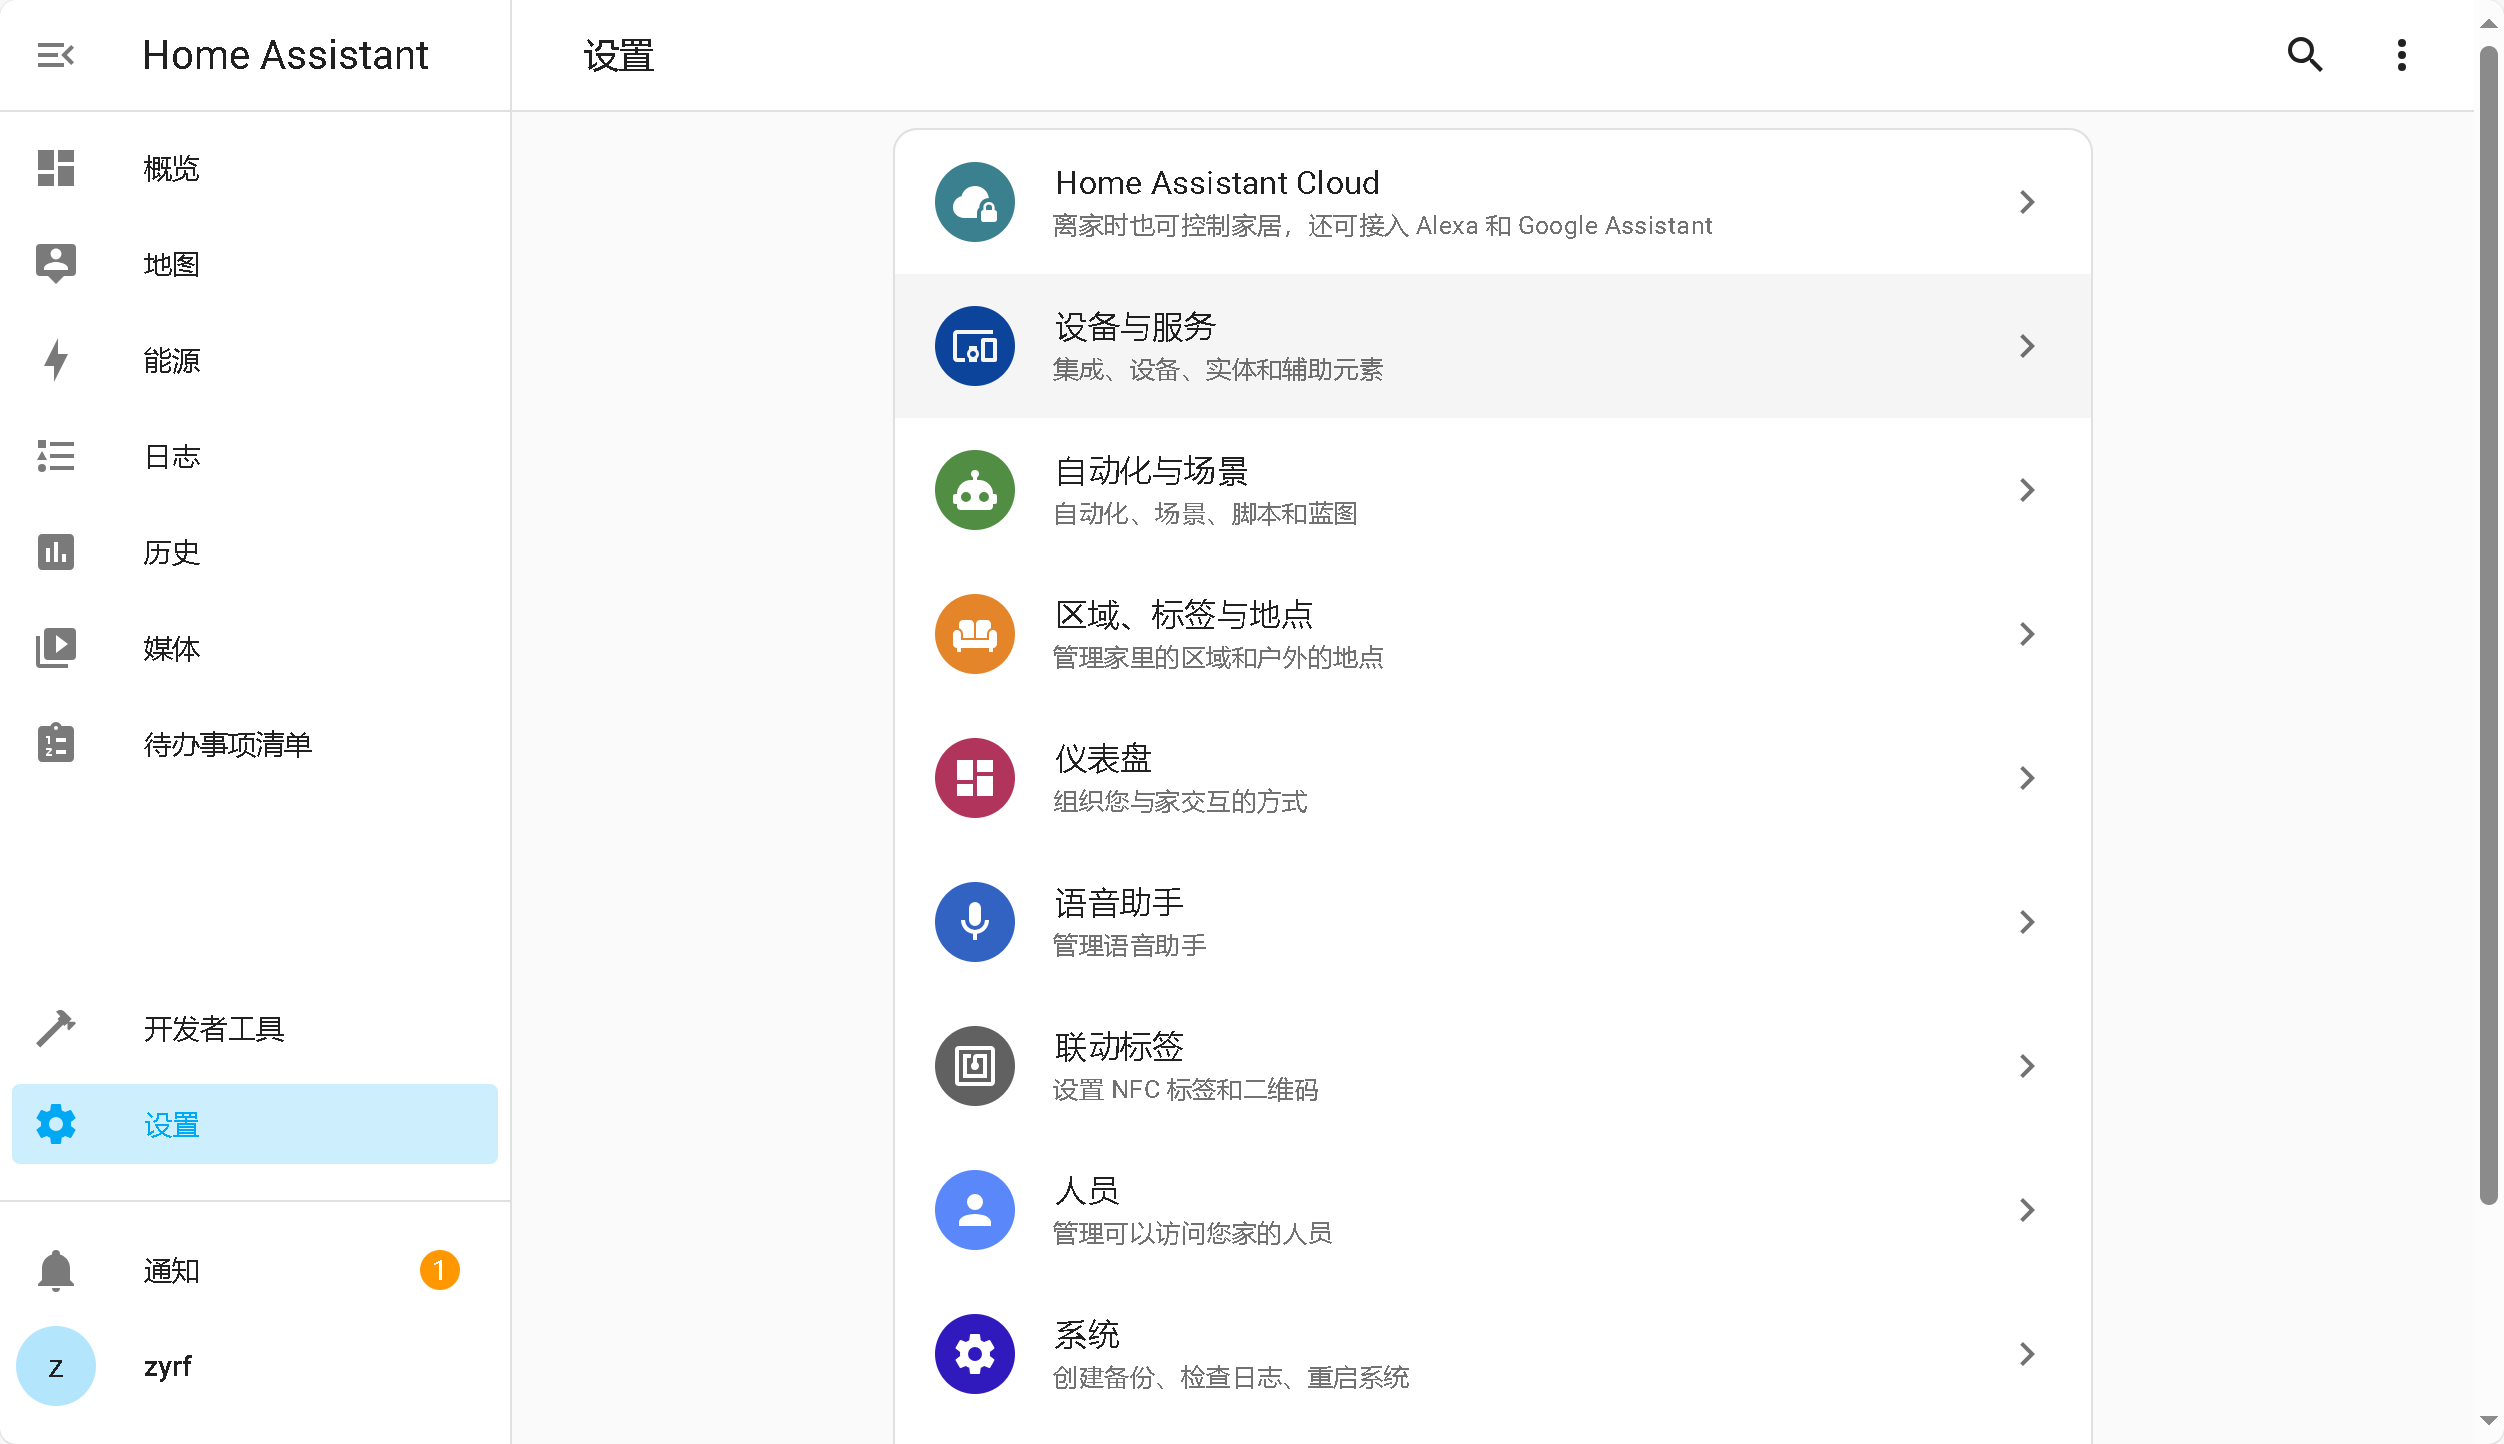 Home Assistant
设置
概览
地图
能源
日志
历史
媒体
待办事项清单
开发者工具
设置
通知
1
z
zyrf
Home Assistant Cloud
离家时也可控制家居，还可接入 Alexa 和 Google Assistant
设备与服务
集成、设备、实体和辅助元素
自动化与场景
自动化、场景、脚本和蓝图
区域、标签与地点
管理家里的区域和户外的地点
仪表盘
组织您与家交互的方式
语音助手
管理语音助手
联动标签
设置 NFC 标签和二维码
人员
管理可以访问您家的人员
系统
创建备份、检查日志、重启系统